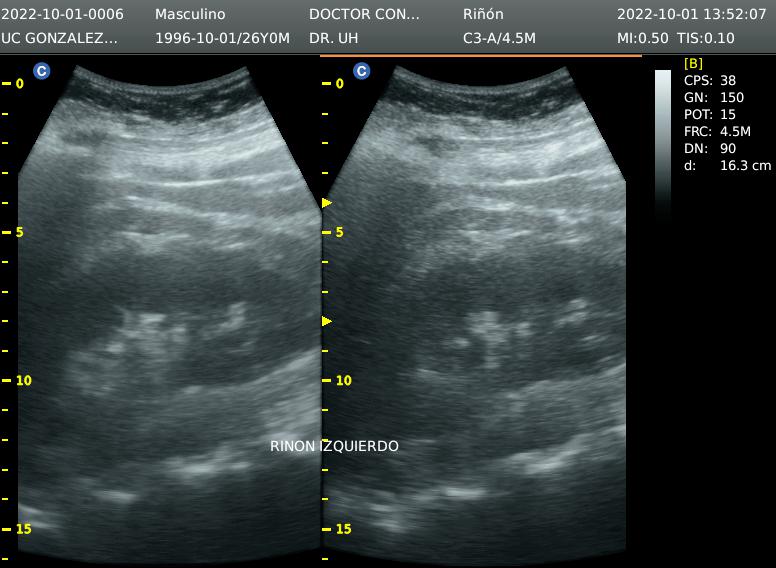 2022-10-01-0006 Masculino DOCTOR CON... Riñón 2022-10-01 13:52:07
UC GONZALEZ... 1996-10-01/26Y0M DR. UH C3-A/4.5M MI:0.50 TIS:0.10
C
C
[B]
CPS: 38
GN: 150
POT: 15
FRC: 4.5M
DN: 90
d: 16.3 cm
0
5
10
15
0
5
10
15
RINON IZQUIERDO